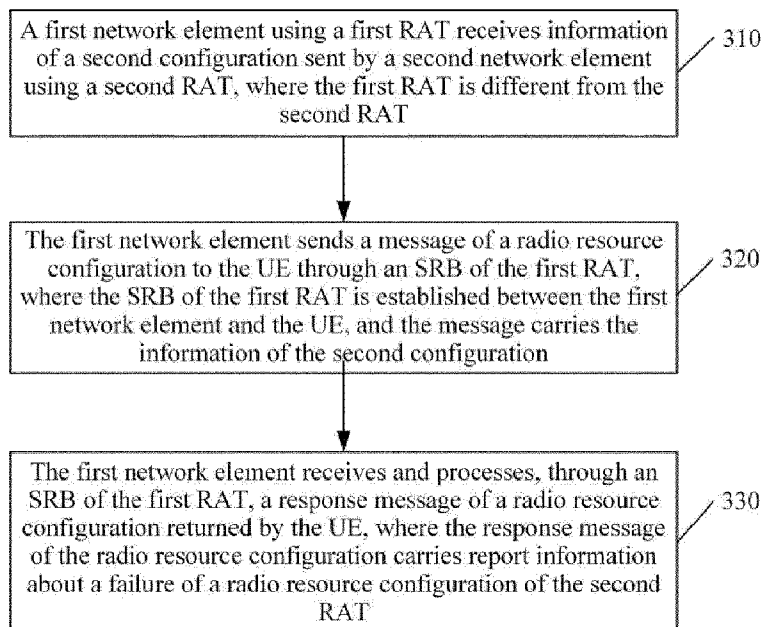 A first network element using a first RAT receives information
of a second configuration sent by a second network element
using a second RAT, where the first RAT is different from the
second RAT
310
The first network element sends a message of a radio resource
configuration to the UE through an SRB of the first RAT,
where the SRB of the first RAT is established between the first
network element and the UE, and the message carries the
information of the second configuration
320
The first network element receives and processes, through an
SRB of the first RAT, a response message of a radio resource
configuration returned by the UE, where the response message
of the radio resource configuration carries report information
about a failure of a radio resource configuration of the second
RAT
330